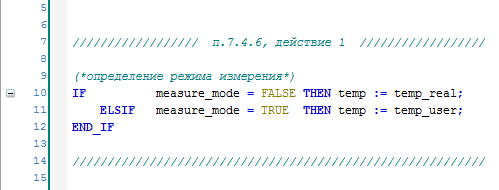 5
6
7 ////////////////// п.7.4.6, действие 1 //////////////////
8
9 (*определение режима измерения*)
10 IF measure_mode = FALSE THEN temp := temp_real;
11 ELSIF measure_mode = TRUE THEN temp := temp_user;
12 END_IF
13
14 ///////////////////////////////////////////////////////////
15